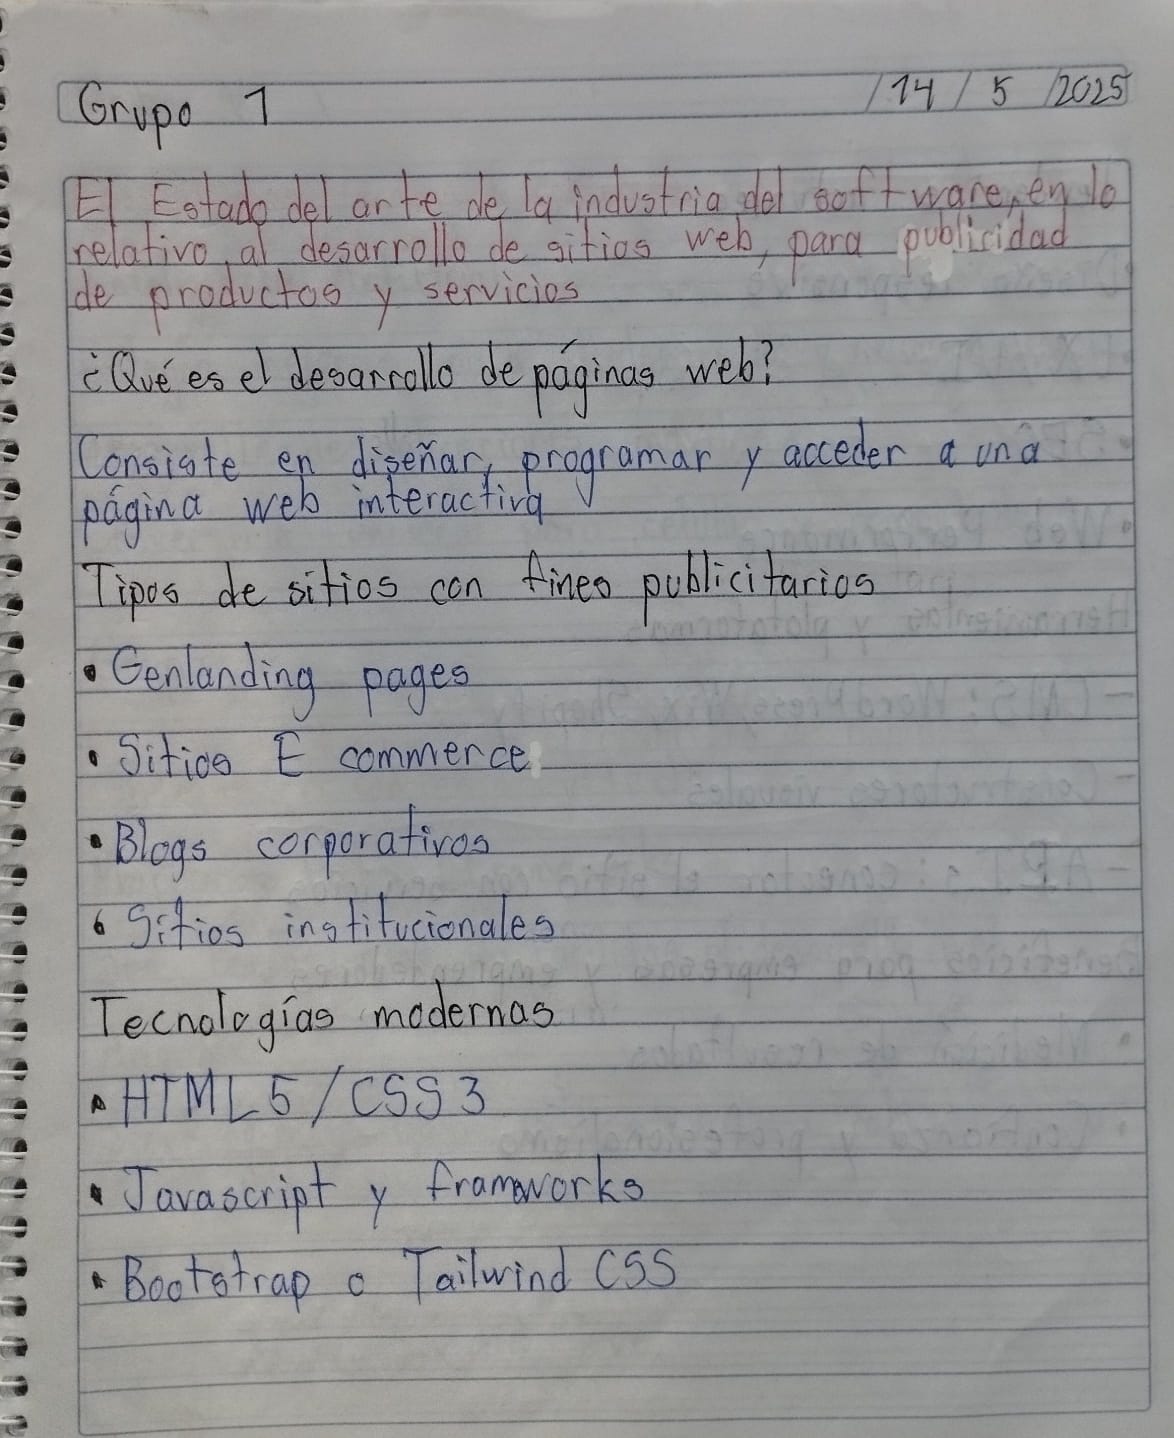 Grupo 1 /14/5/2025
El Estado del arte de la industria del software, en lo
relativo, al desarrollo de sitios web, para publicidad
de productos y servicios
¿Qué es el desarrollo de páginas web?
Consiste en diseñar, programar y acceder a una
página web interactiva
Tipos de sitios con fines publicitarios
• Genlanding pages
• Sitios E commerce
• Blogs corporativos
• Sitios institucionales
Tecnologías modernas
• HTML5/CSS3
• Javascript y frameworks
• Bootstrap o Tailwind CSS